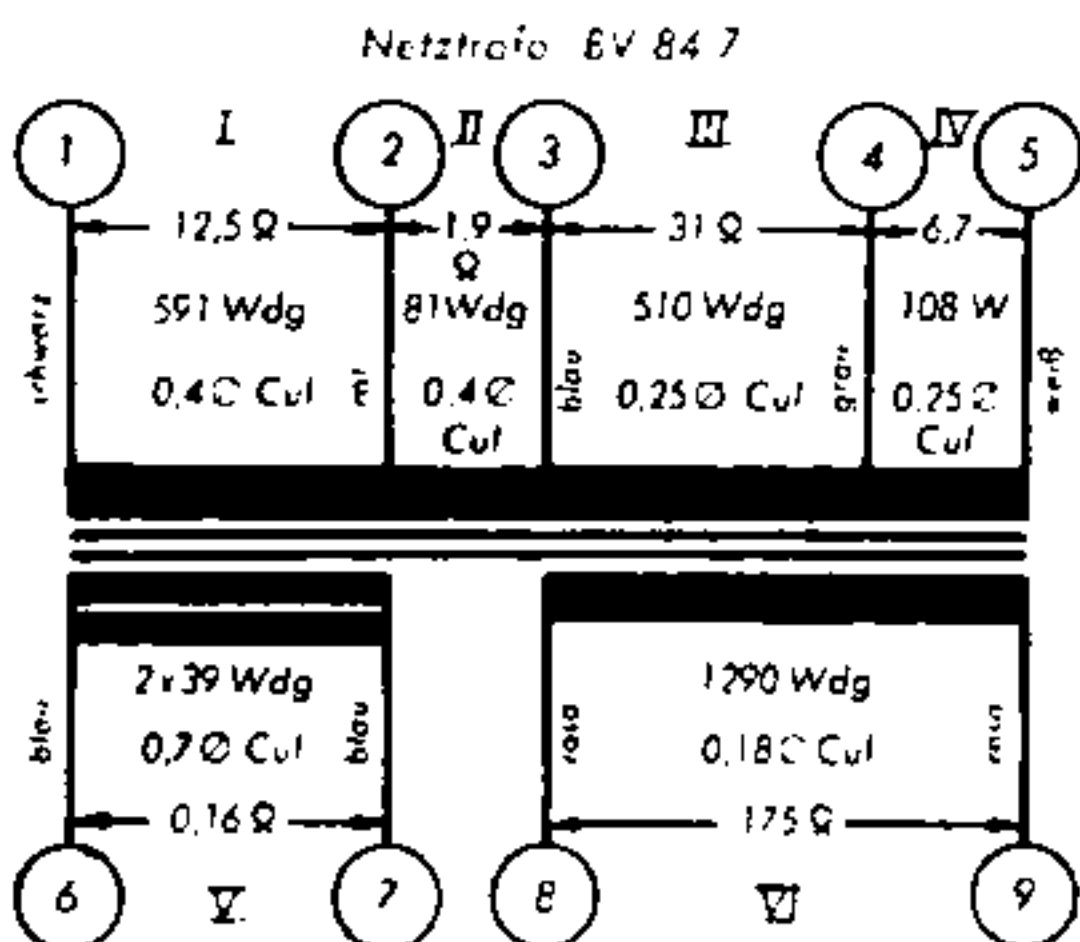 Netztrafo BV 84 7
I II III IV
1 2 3 4 5
12,5 Ω 1,9 Ω 31 Ω 6,7
591 Wdg 81 Wdg 510 Wdg 108 W
schwarz blau grau weiß
0,4 ∅ CuL 0,4 ∅ CuL 0,25 ∅ CuL 0,25 ∅ CuL
2x39 Wdg 1290 Wdg
blau 0,7 ∅ CuL blau rosa 0,18 ∅ CuL
0,16 Ω 175 Ω
6 V 7 8 VI 9